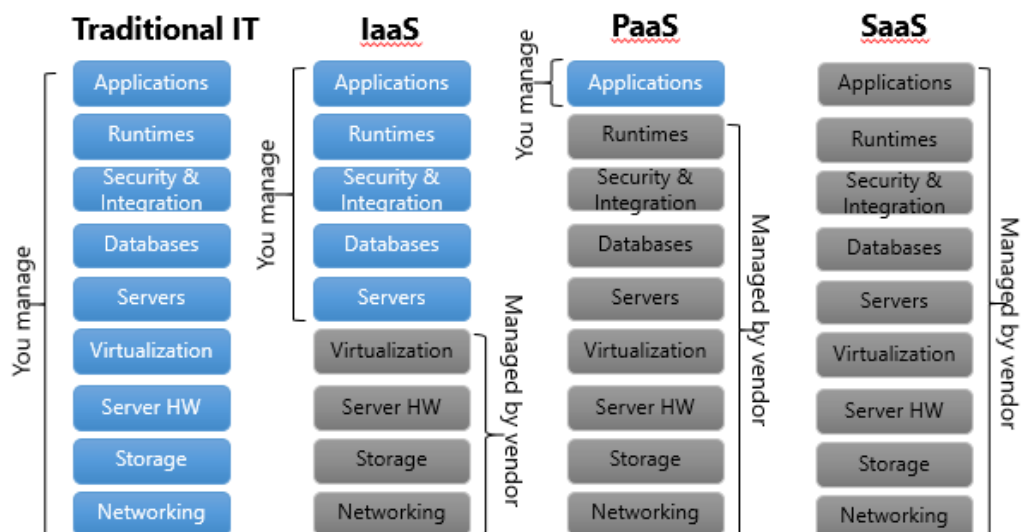 Traditional IT
You manage
Applications
Runtimes
Security &
Integration
Databases
Servers
Virtualization
Server HW
Storage
Networking
IaaS
You manage
Applications
Runtimes
Security &
Integration
Databases
Servers
Virtualization
Server HW
Storage
Networking
Managed by vendor
PaaS
You manage
Applications
Runtimes
Security &
Integration
Databases
Servers
Virtualization
Server HW
Storage
Networking
Managed by vendor
SaaS
Applications
Runtimes
Security &
Integration
Databases
Servers
Virtualization
Server HW
Storage
Networking
Managed by vendor